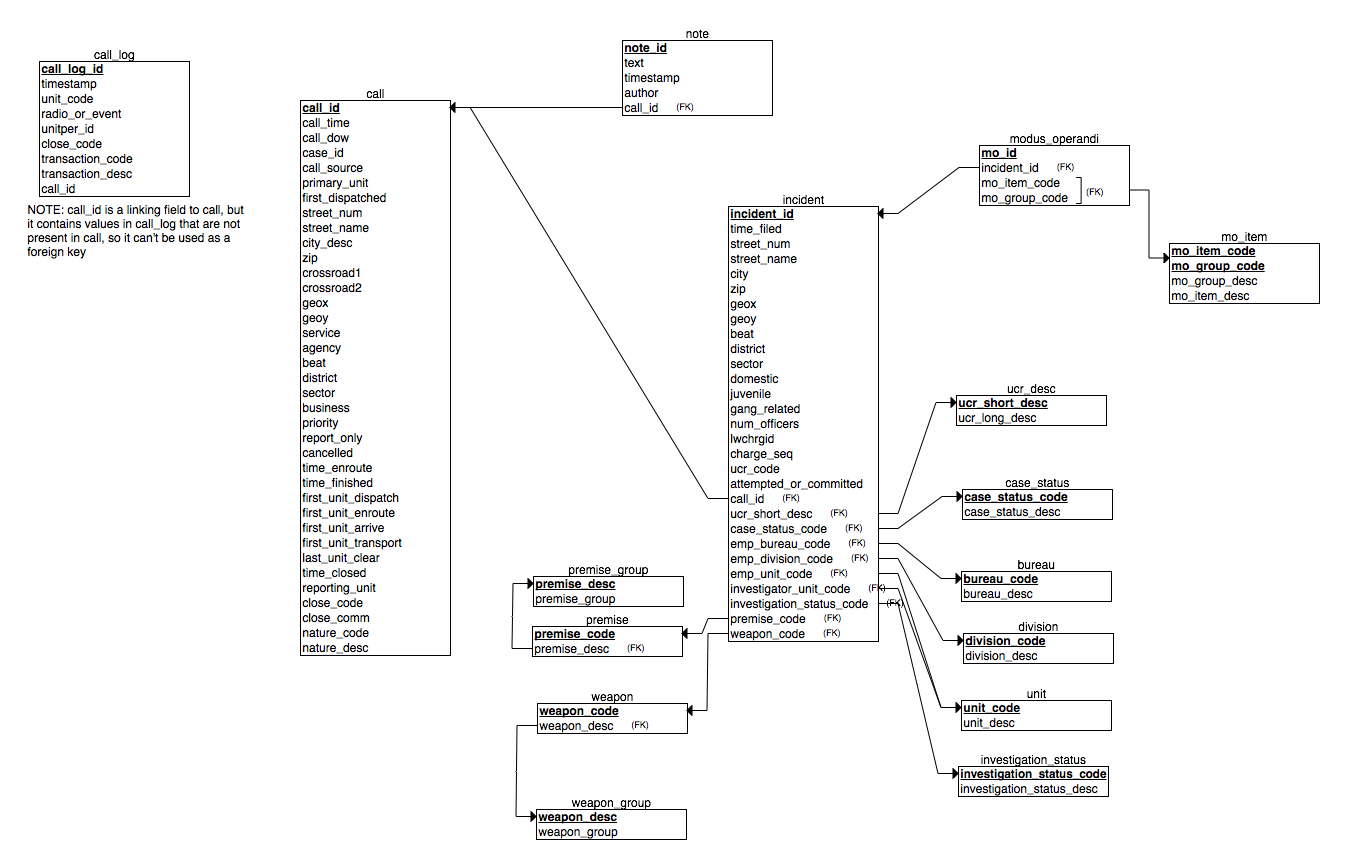 call_log
call_log_id
timestamp
unit_code
radio_or_event
unitper_id
close_code
transaction_code
transaction_desc
call_id
NOTE: call_id is a linking field to call, but
it contains values in call_log that are not
present in call, so it can't be used as a
foreign key
call
call_id
call_time
call_dow
case_id
call_source
primary_unit
first_dispatched
street_num
street_name
city_desc
zip
crossroad1
crossroad2
geox
geoy
service
agency
beat
district
sector
business
priority
report_only
cancelled
time_enroute
time_finished
first_unit_dispatch
first_unit_enroute
first_unit_arrive
first_unit_transport
last_unit_clear
time_closed
reporting_unit
close_code
close_comm
nature_code
nature_desc
note
note_id
text
timestamp
author
call_id (FK)
incident
incident_id
time_filed
street_num
street_name
city
zip
geox
geoy
beat
district
sector
domestic
juvenile
gang_related
num_officers
lwchrgid
charge_seq
ucr_code
attempted_or_committed
call_id (FK)
ucr_short_desc (FK)
case_status_code (FK)
emp_bureau_code (FK)
emp_division_code (FK)
emp_unit_code (FK)
investigator_unit_code (FK)
investigation_status_code (FK)
premise_code (FK)
weapon_code (FK)
premise_group
premise_desc
premise_group
premise
premise_code
premise_desc (FK)
weapon
weapon_code
weapon_desc (FK)
weapon_group
weapon_desc
weapon_group
modus_operandi
mo_id
incident_id (FK)
mo_item_code
mo_group_code
(FK)
mo_item
mo_item_code
mo_group_code
mo_group_desc
mo_item_desc
ucr_desc
ucr_short_desc
ucr_long_desc
case_status
case_status_code
case_status_desc
bureau
bureau_code
bureau_desc
division
division_code
division_desc
unit
unit_code
unit_desc
investigation_status
investigation_status_code
investigation_status_desc